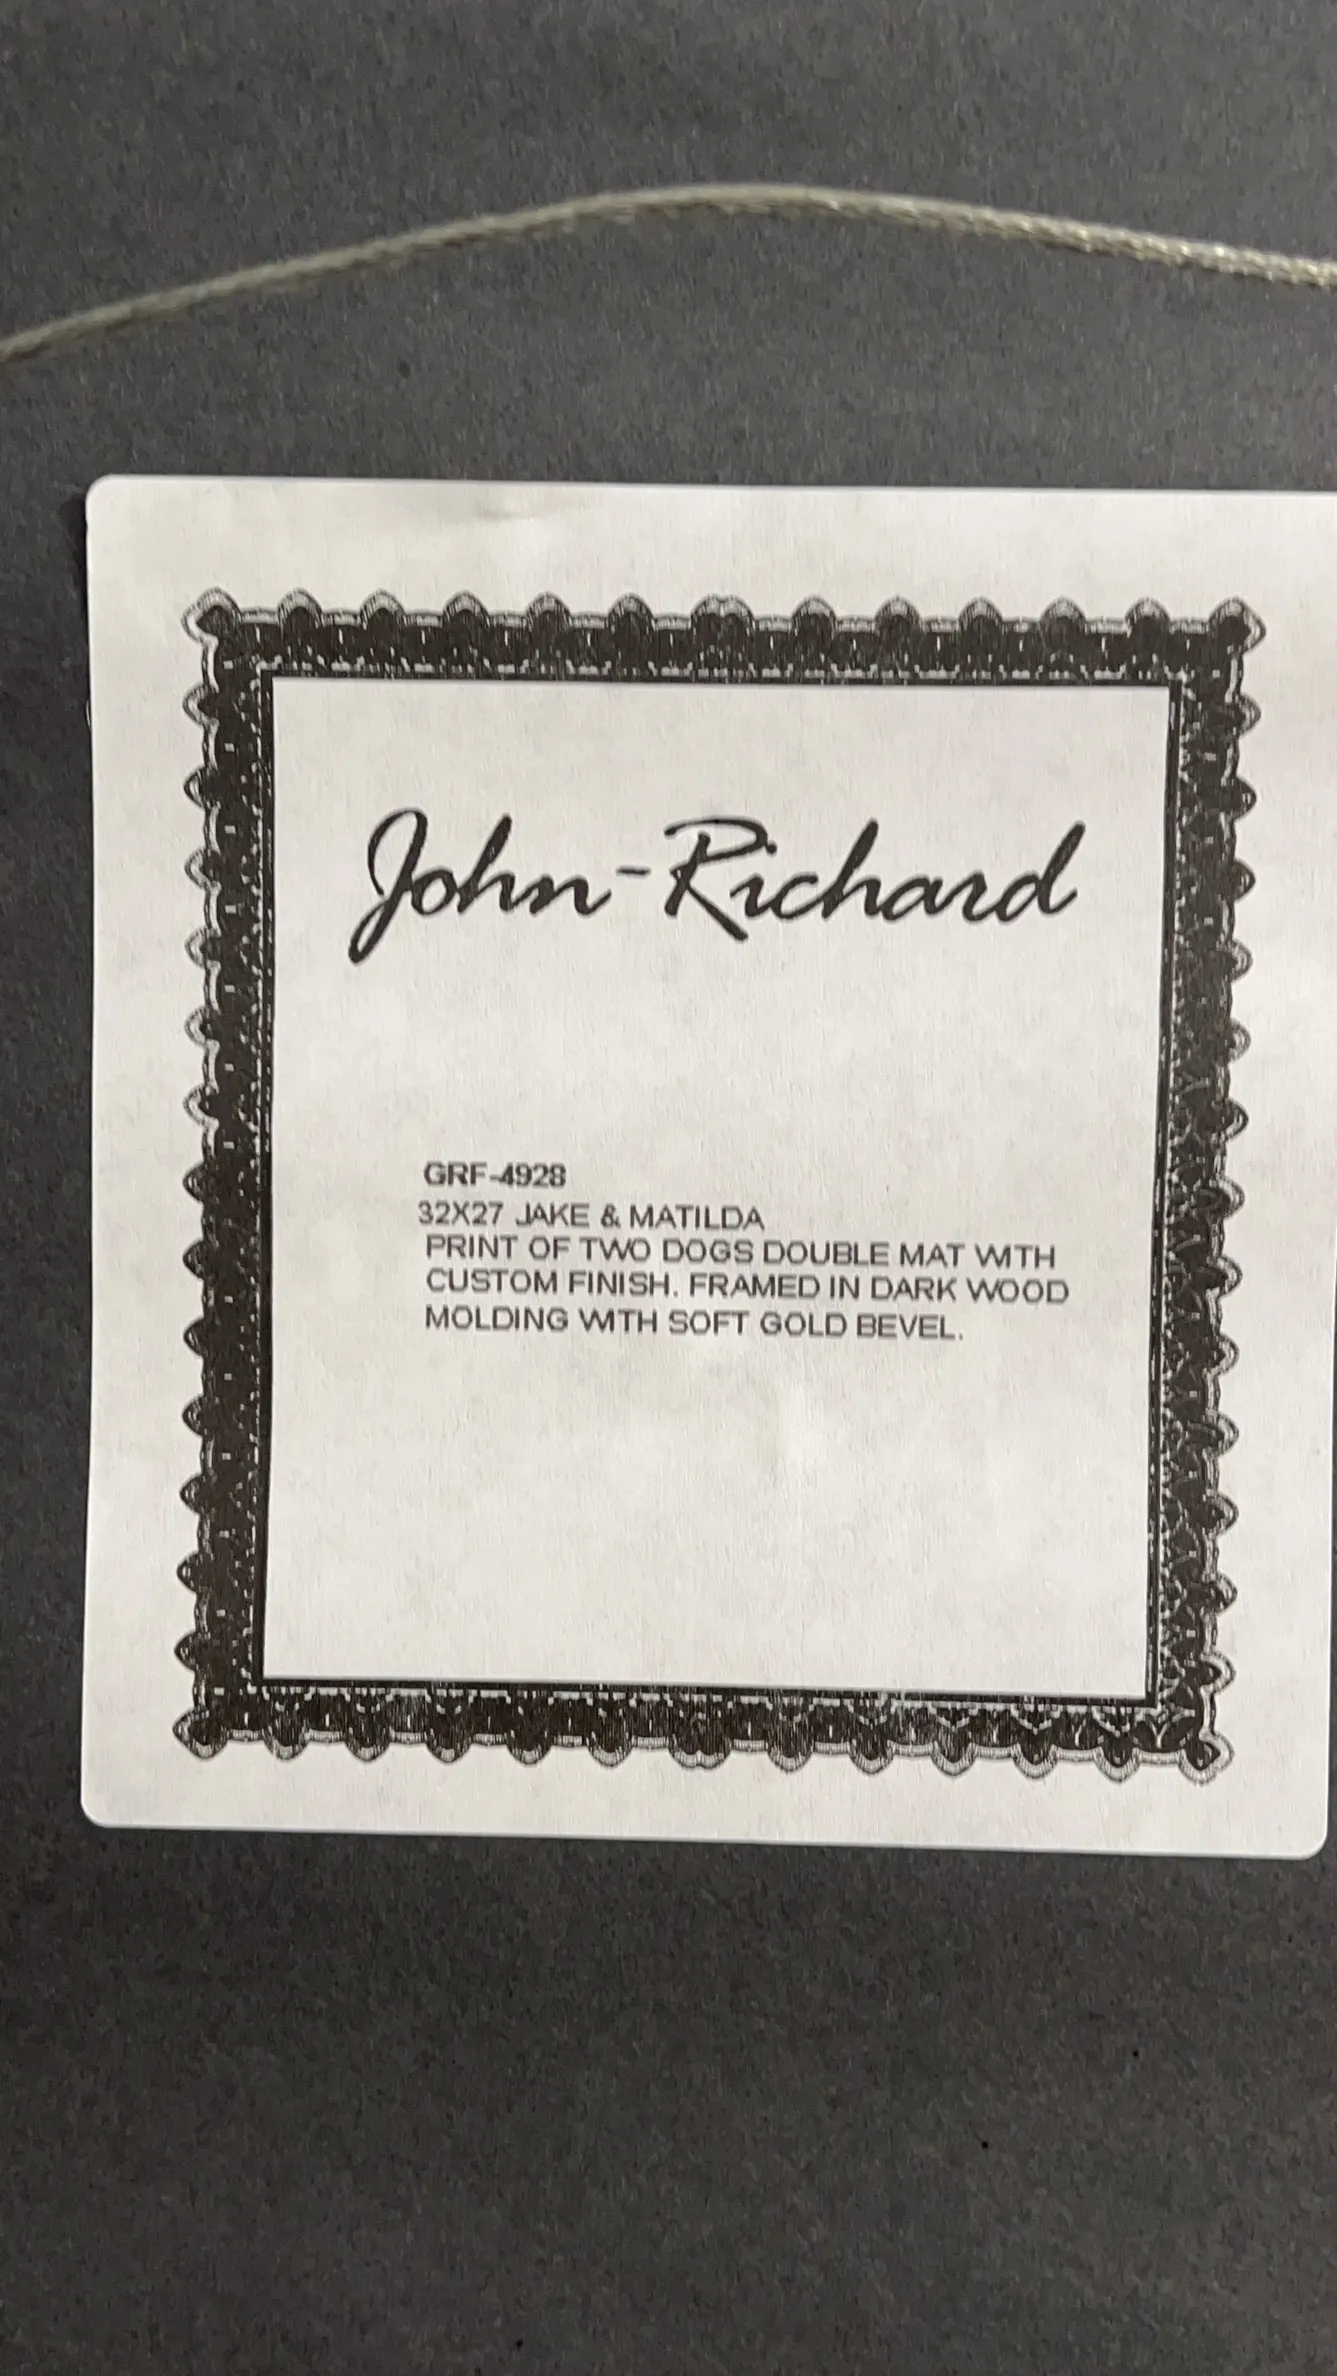 John-Richard
GRF-4928
32X27 JAKE & MATILDA
PRINT OF TWO DOGS DOUBLE MAT WITH
CUSTOM FINISH. FRAMED IN DARK WOOD
MOLDING WITH SOFT GOLD BEVEL.